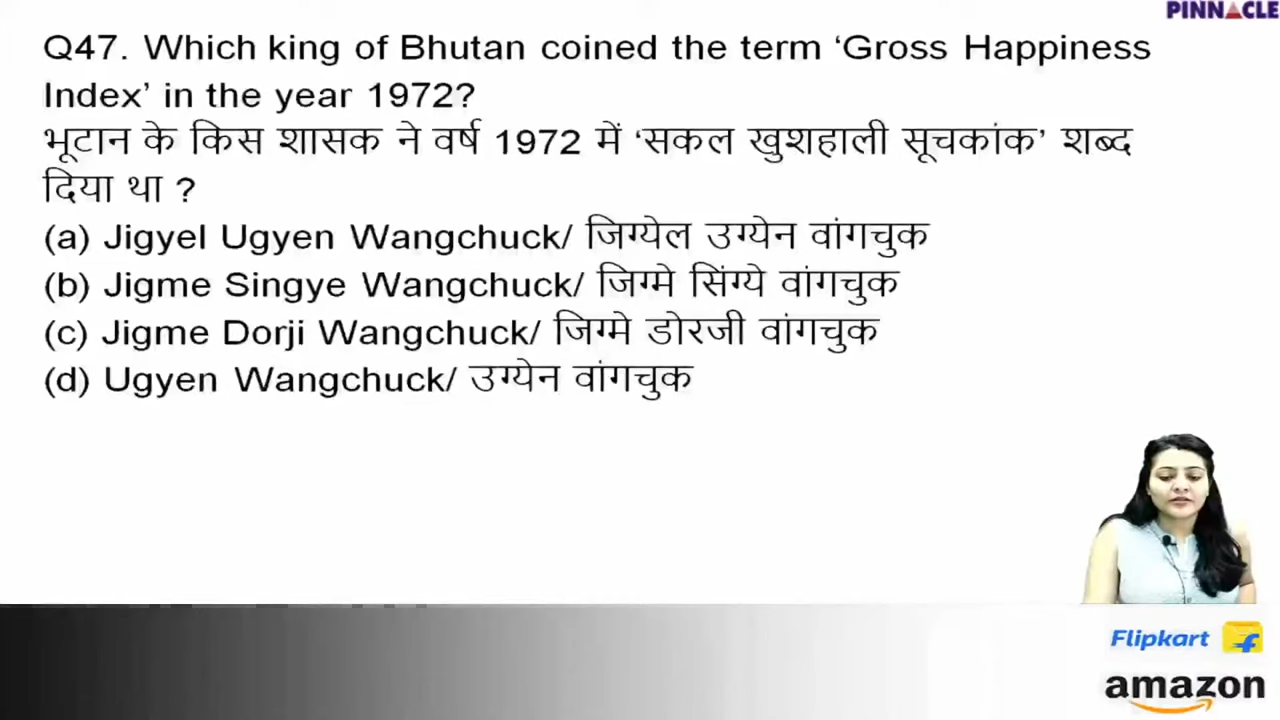 PINNACLE
Q47. Which king of Bhutan coined the term ‘Gross Happiness
Index’ in the year 1972?
भूटान के किस शासक ने वर्ष 1972 में ‘सकल खुशहाली सूचकांक’ शब्द
दिया था ?
(a) Jigyel Ugyen Wangchuck/ जिग्येल उग्येन वांगचुक
(b) Jigme Singye Wangchuck/ जिग्मे सिंग्ये वांगचुक
(c) Jigme Dorji Wangchuck/ जिग्मे डोरजी वांगचुक
(d) Ugyen Wangchuck/ उग्येन वांगचुक
Flipkart
amazon